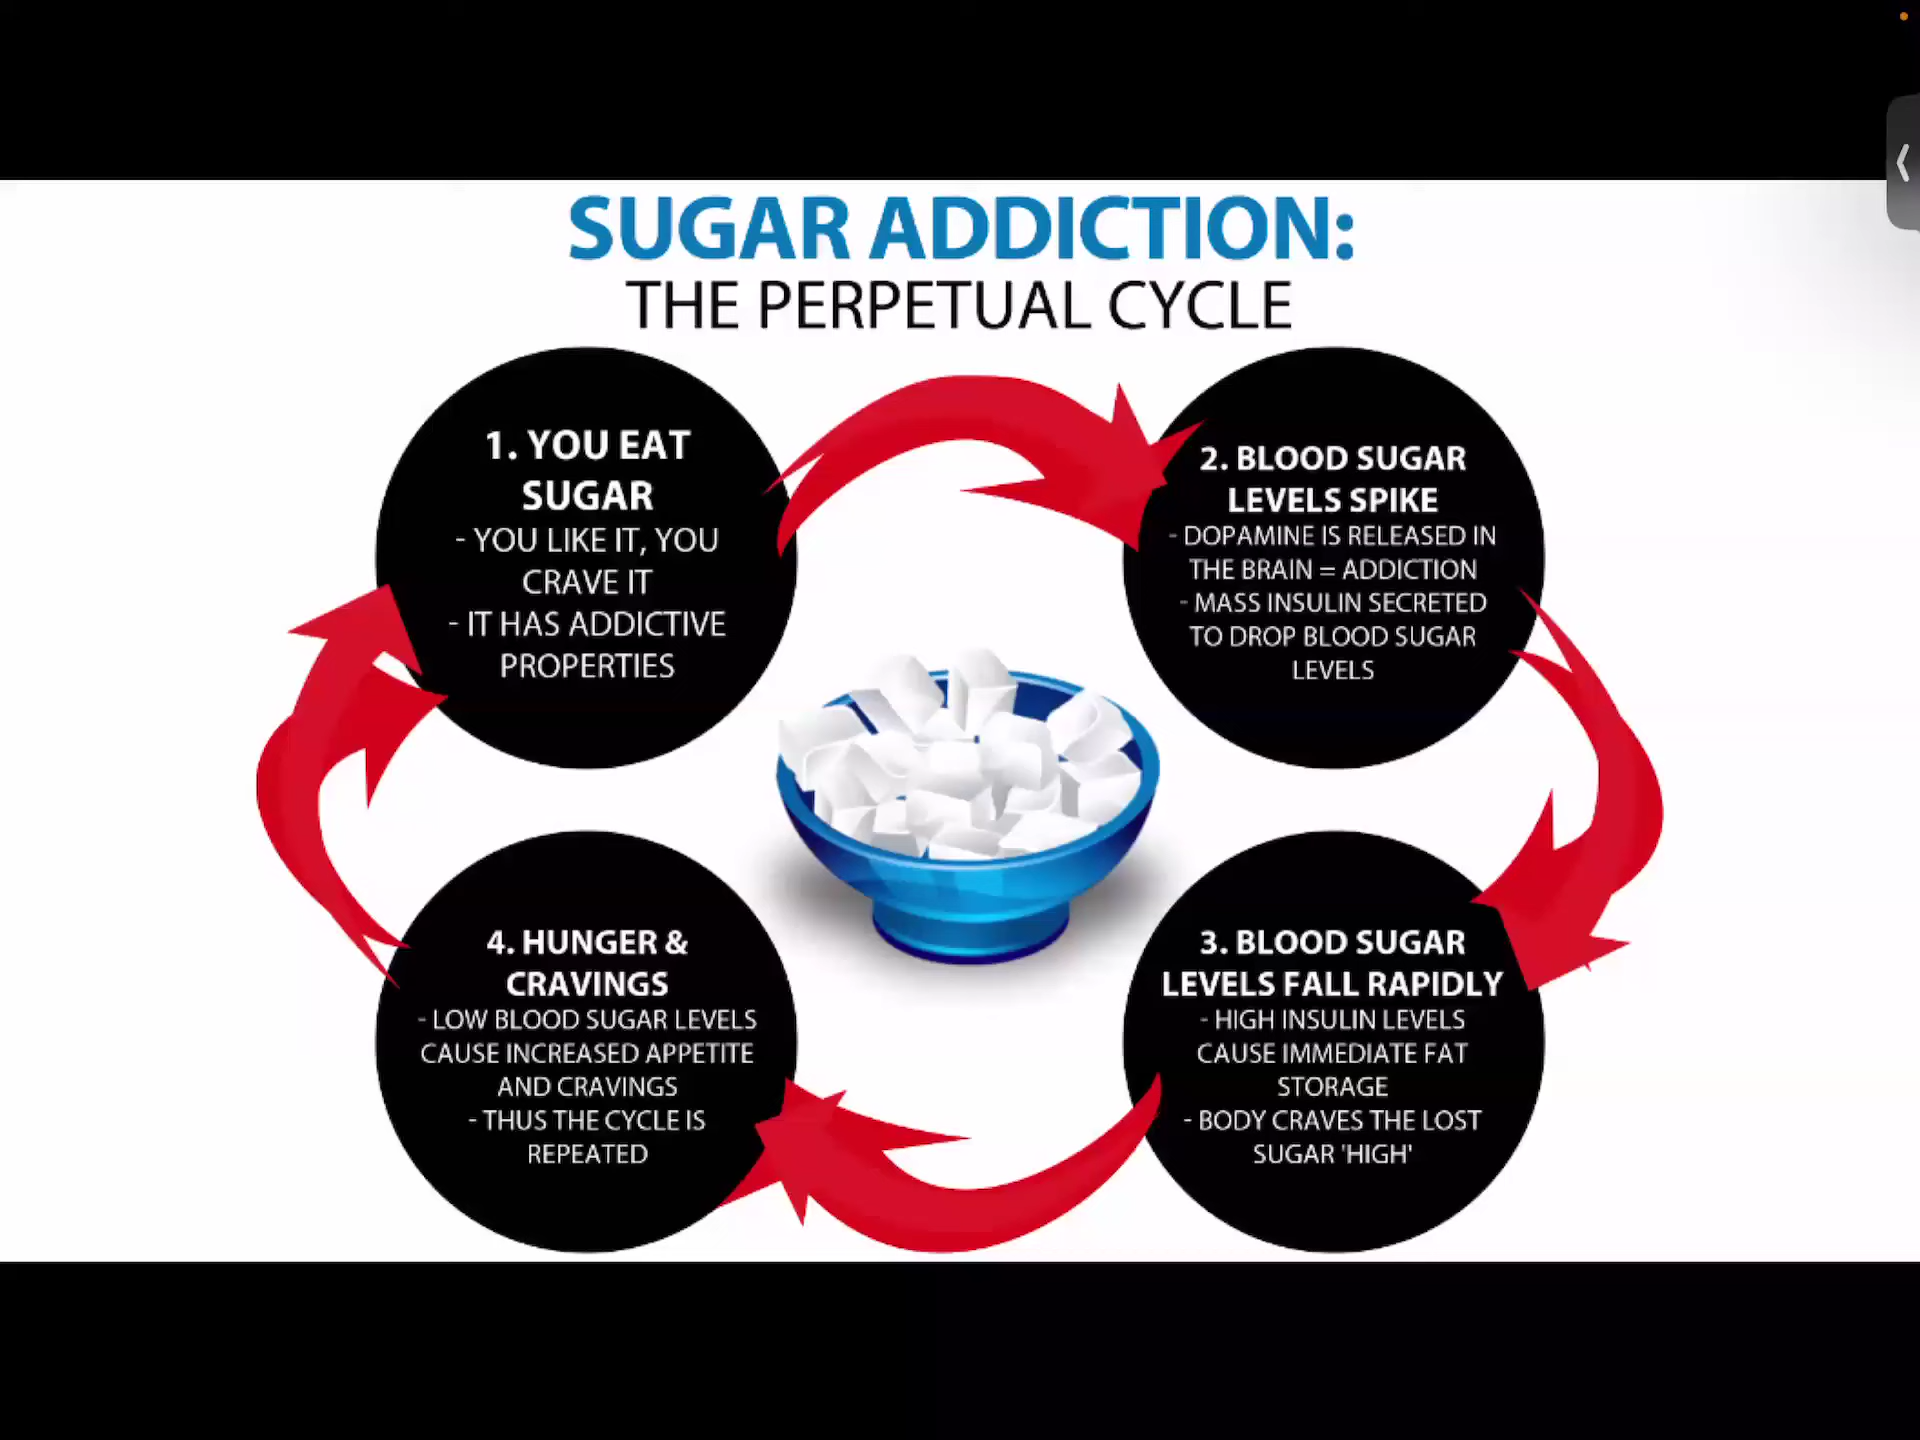 SUGAR ADDICTION:
THE PERPETUAL CYCLE
1. YOU EAT
SUGAR
- YOU LIKE IT, YOU
CRAVE IT
- IT HAS ADDICTIVE
PROPERTIES
2. BLOOD SUGAR
LEVELS SPIKE
- DOPAMINE IS RELEASED IN
THE BRAIN = ADDICTION
- MASS INSULIN SECRETED
TO DROP BLOOD SUGAR
LEVELS
3. BLOOD SUGAR
LEVELS FALL RAPIDLY
- HIGH INSULIN LEVELS
CAUSE IMMEDIATE FAT
STORAGE
- BODY CRAVES THE LOST
SUGAR 'HIGH'
4. HUNGER &
CRAVINGS
- LOW BLOOD SUGAR LEVELS
CAUSE INCREASED APPETITE
AND CRAVINGS
- THUS THE CYCLE IS
REPEATED